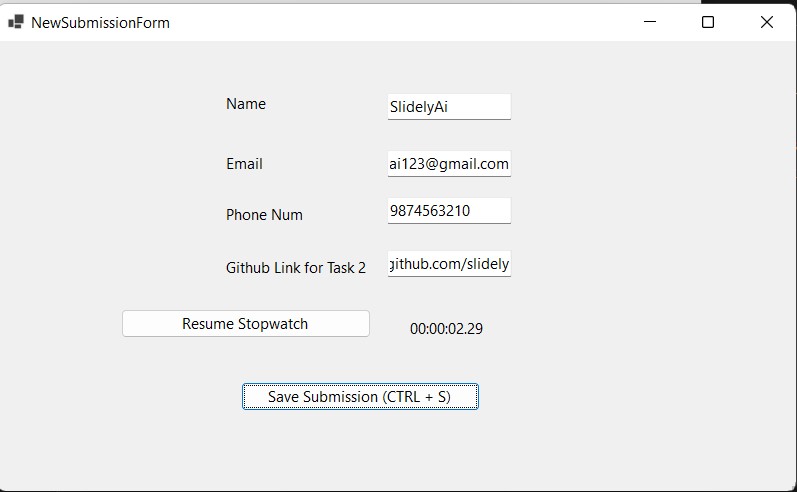 NewSubmissionForm
Name SlidelyAi
Email ai123@gmail.com
Phone Num 9874563210
Github Link for Task 2 github.com/slidely
Resume Stopwatch 00:00:02.29
Save Submission (CTRL + S)